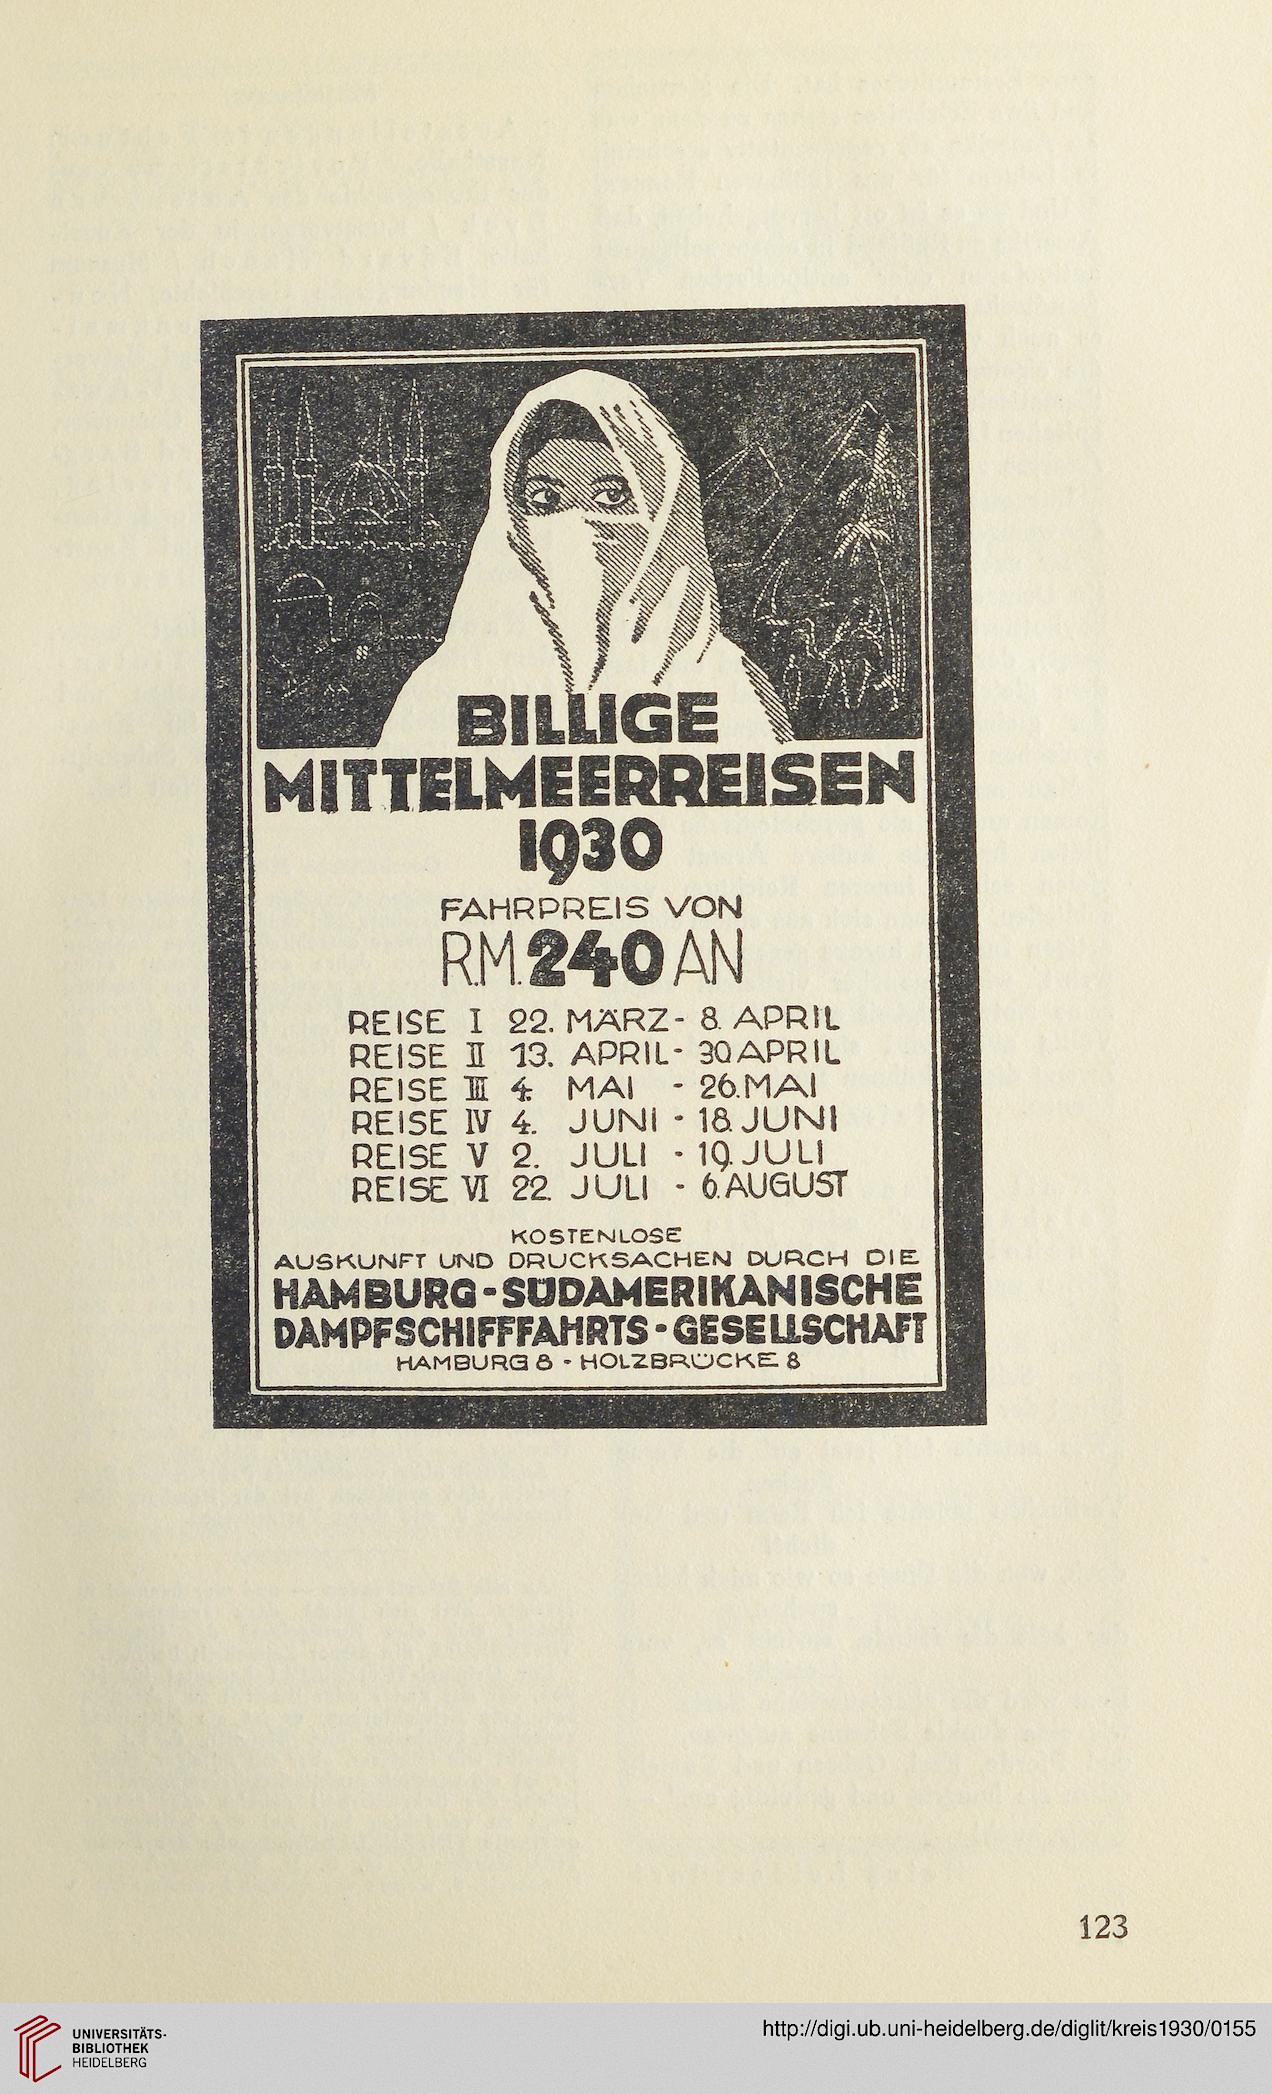 BILLIGE
MITTELMEERREISEN
1930
FAHRPREIS VON
R.M. 240 AN
REISE I 22. MÄRZ - 8. APRIL
REISE II 13. APRIL - 30. APRIL
REISE III 4. MAI - 26. MAI
REISE IV 4. JUNI - 18. JUNI
REISE V 2. JULI - 19. JULI
REISE VI 22. JULI - 6. AUGUST
KOSTENLOSE
AUSKUNFT UND DRUCKSACHEN DURCH DIE
HAMBURG-SÜDAMERIKANISCHE
DAMPFSCHIFFFAHRTS-GESELLSCHAFT
HAMBURG 8 - HOLZBRÜCKE 8
123
UNIVERSITÄTS-
BIBLIOTHEK
HEIDELBERG
http://digi.ub.uni-heidelberg.de/diglit/kreis1930/0155